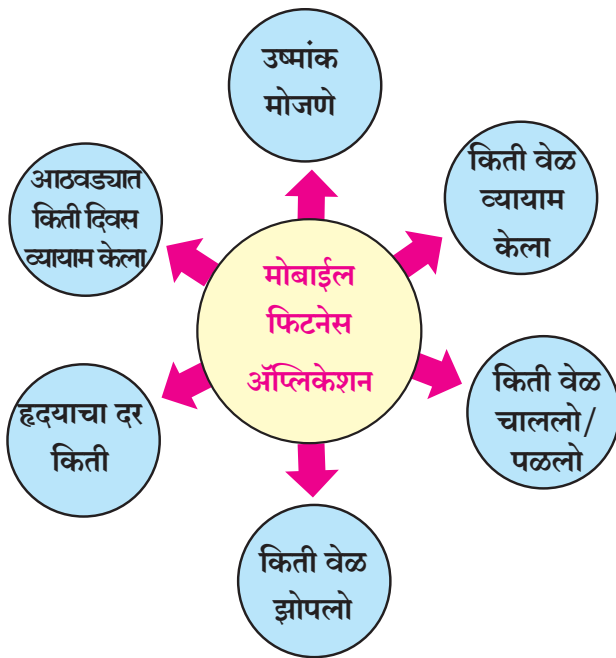 उष्मांक
मोजणे
आठवड्यात
किती दिवस
व्यायाम केला
किती वेळ
व्यायाम
केला
मोबाईल
फिटनेस
ॲप्लिकेशन
हृदयाचा दर
किती
किती वेळ
चाललो/
पळलो
किती वेळ
झोपलो